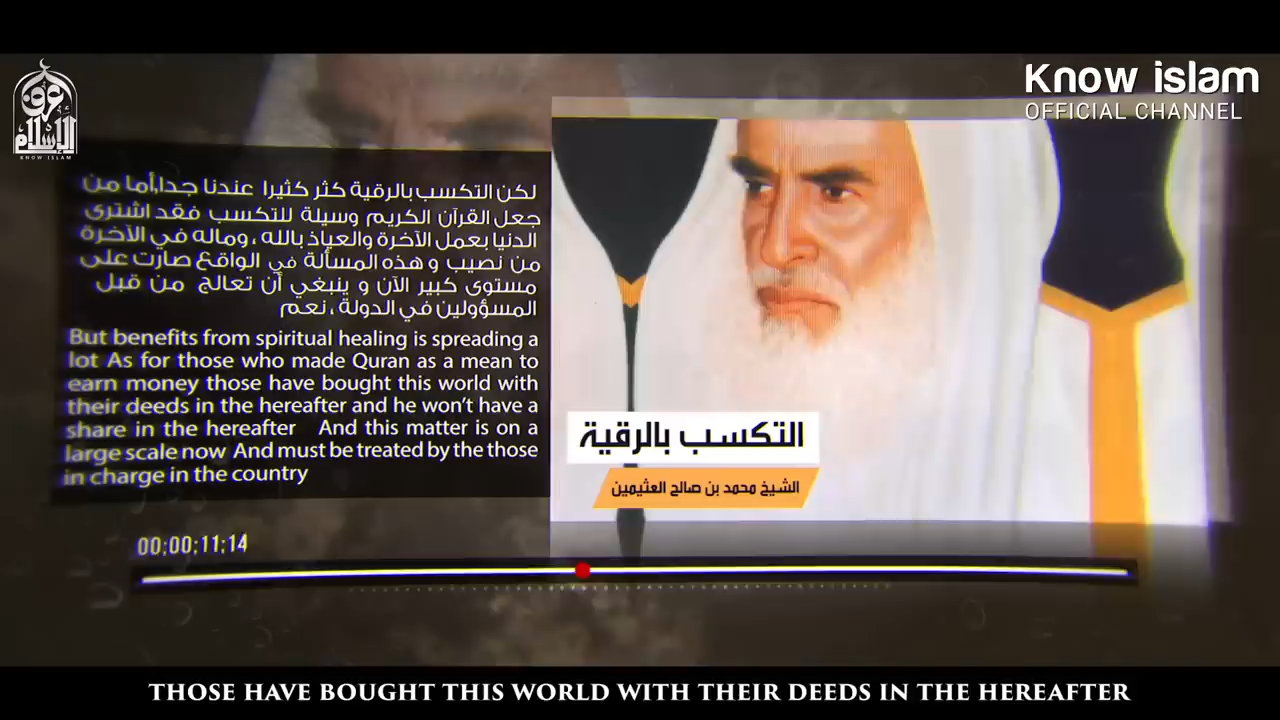 عرف
الإسلام
KNOW ISLAM
Know islam
OFFICIAL CHANNEL
لكن التكسب بالرقية كثر كثيرا عندنا جدا,أما من
جعل القرآن الكريم وسيلة للتكسب فقد اشترى
الدنيا بعمل الآخرة والعياذ بالله ، وماله في الآخرة
من نصيب و هذه المسألة في الواقع صارت على
مستوى كبير الآن و ينبغي أن تعالج من قبل
المسؤولين في الدولة ، نعم
But benefits from spiritual healing is spreading a
lot As for those who made Quran as a mean to
earn money those have bought this world with
their deeds in the hereafter and he won't have a
share in the hereafter And this matter is on a
large scale now And must be treated by the those
in charge in the country
التكسب بالرقية
الشيخ محمد بن صالح العثيمين
00;00;11;14
THOSE HAVE BOUGHT THIS WORLD WITH THEIR DEEDS IN THE HEREAFTER